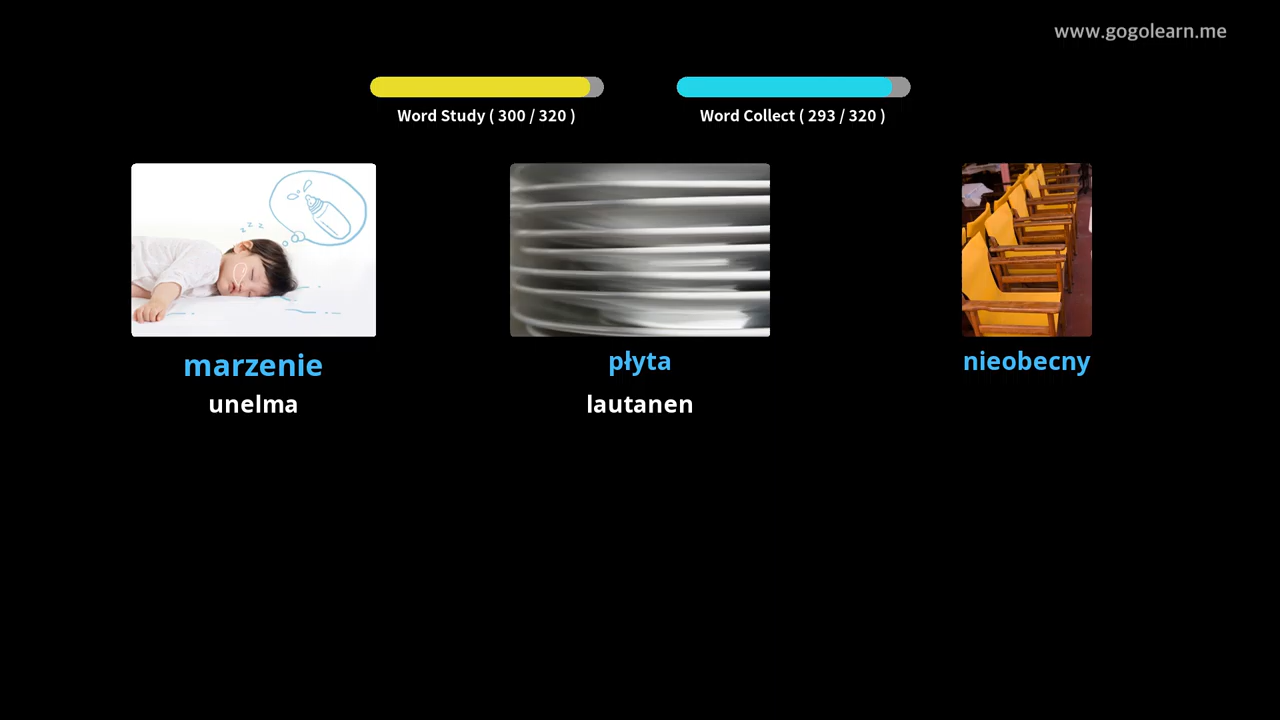 www.gogolearn.me
Word Study ( 300 / 320 )
Word Collect ( 293 / 320 )
z z z
marzenie
płyta
nieobecny
unelma
lautanen